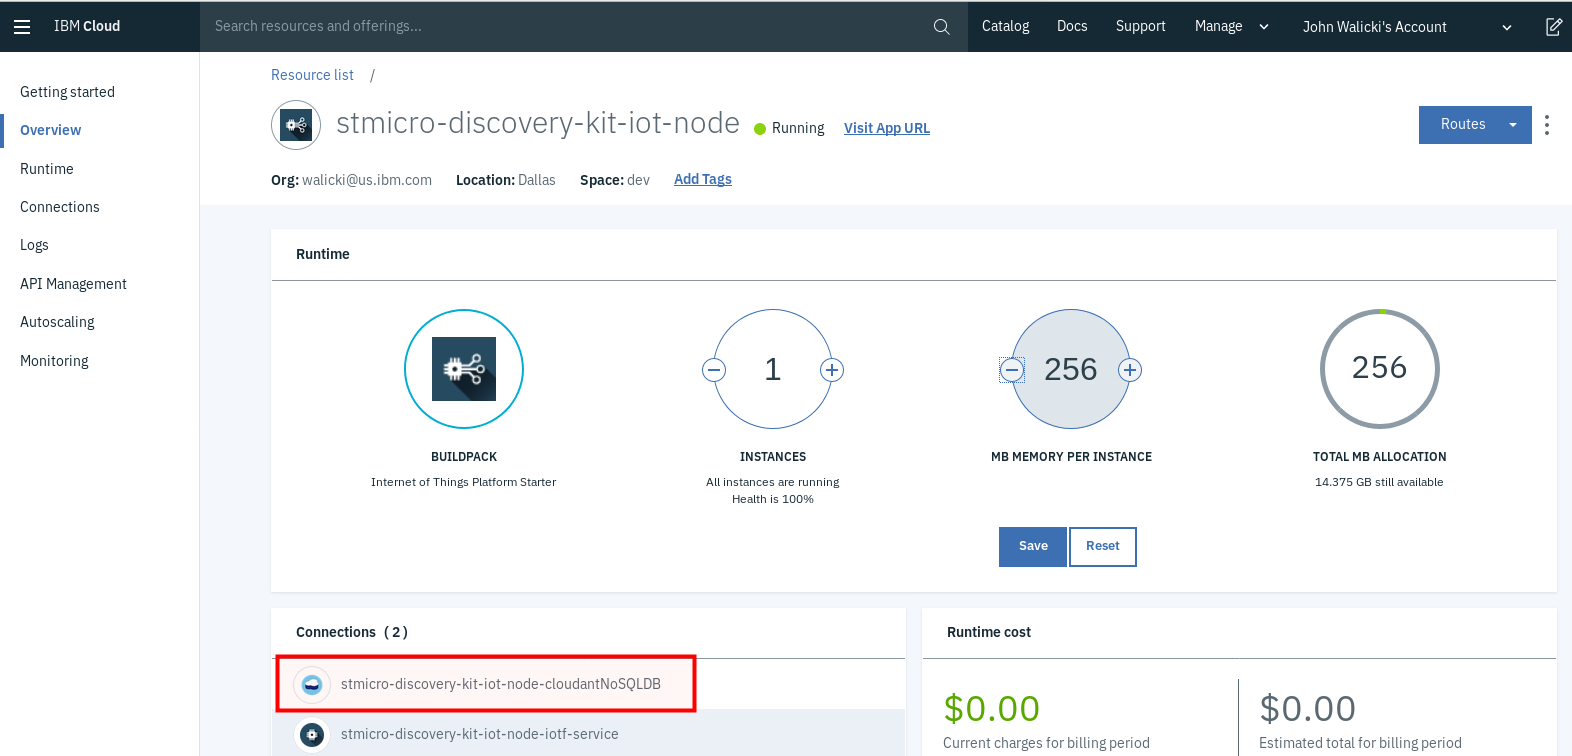 IBM Cloud
Search resources and offerings...
Catalog
Docs
Support
Manage
John Walicki's Account
Getting started
Overview
Runtime
Connections
Logs
API Management
Autoscaling
Monitoring
Resource list /
stmicro-discovery-kit-iot-node
Running
Visit App URL
Routes
Org: walicki@us.ibm.com
Location: Dallas
Space: dev
Add Tags
Runtime
1
256
256
BUILDPACK
Internet of Things Platform Starter
INSTANCES
All instances are running
Health is 100%
MB MEMORY PER INSTANCE
TOTAL MB ALLOCATION
14.375 GB still available
Save
Reset
Connections (2)
stmicro-discovery-kit-iot-node-cloudantNoSQLDB
stmicro-discovery-kit-iot-node-iotf-service
Runtime cost
$0.00
Current charges for billing period
$0.00
Estimated total for billing period